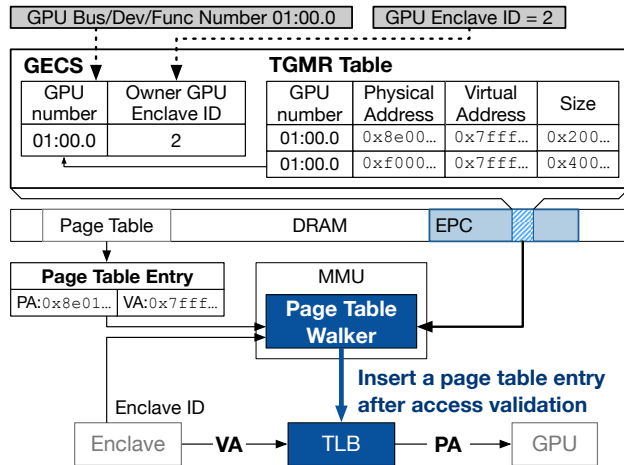 GPU Bus/Dev/Func Number 01:00.0
GPU Enclave ID = 2
GECS
TGMR Table
GPU number
Owner GPU Enclave ID
01:00.0
2
GPU number
Physical Address
Virtual Address
Size
01:00.0
0x8e00…
0x7fff…
0x200…
01:00.0
0xf000…
0x7fff…
0x400…
Page Table
DRAM
EPC
Page Table Entry
PA:0x8e01…
VA:0x7fff…
MMU
Page Table
Walker
Insert a page table entry
after access validation
Enclave ID
Enclave
VA
TLB
PA
GPU